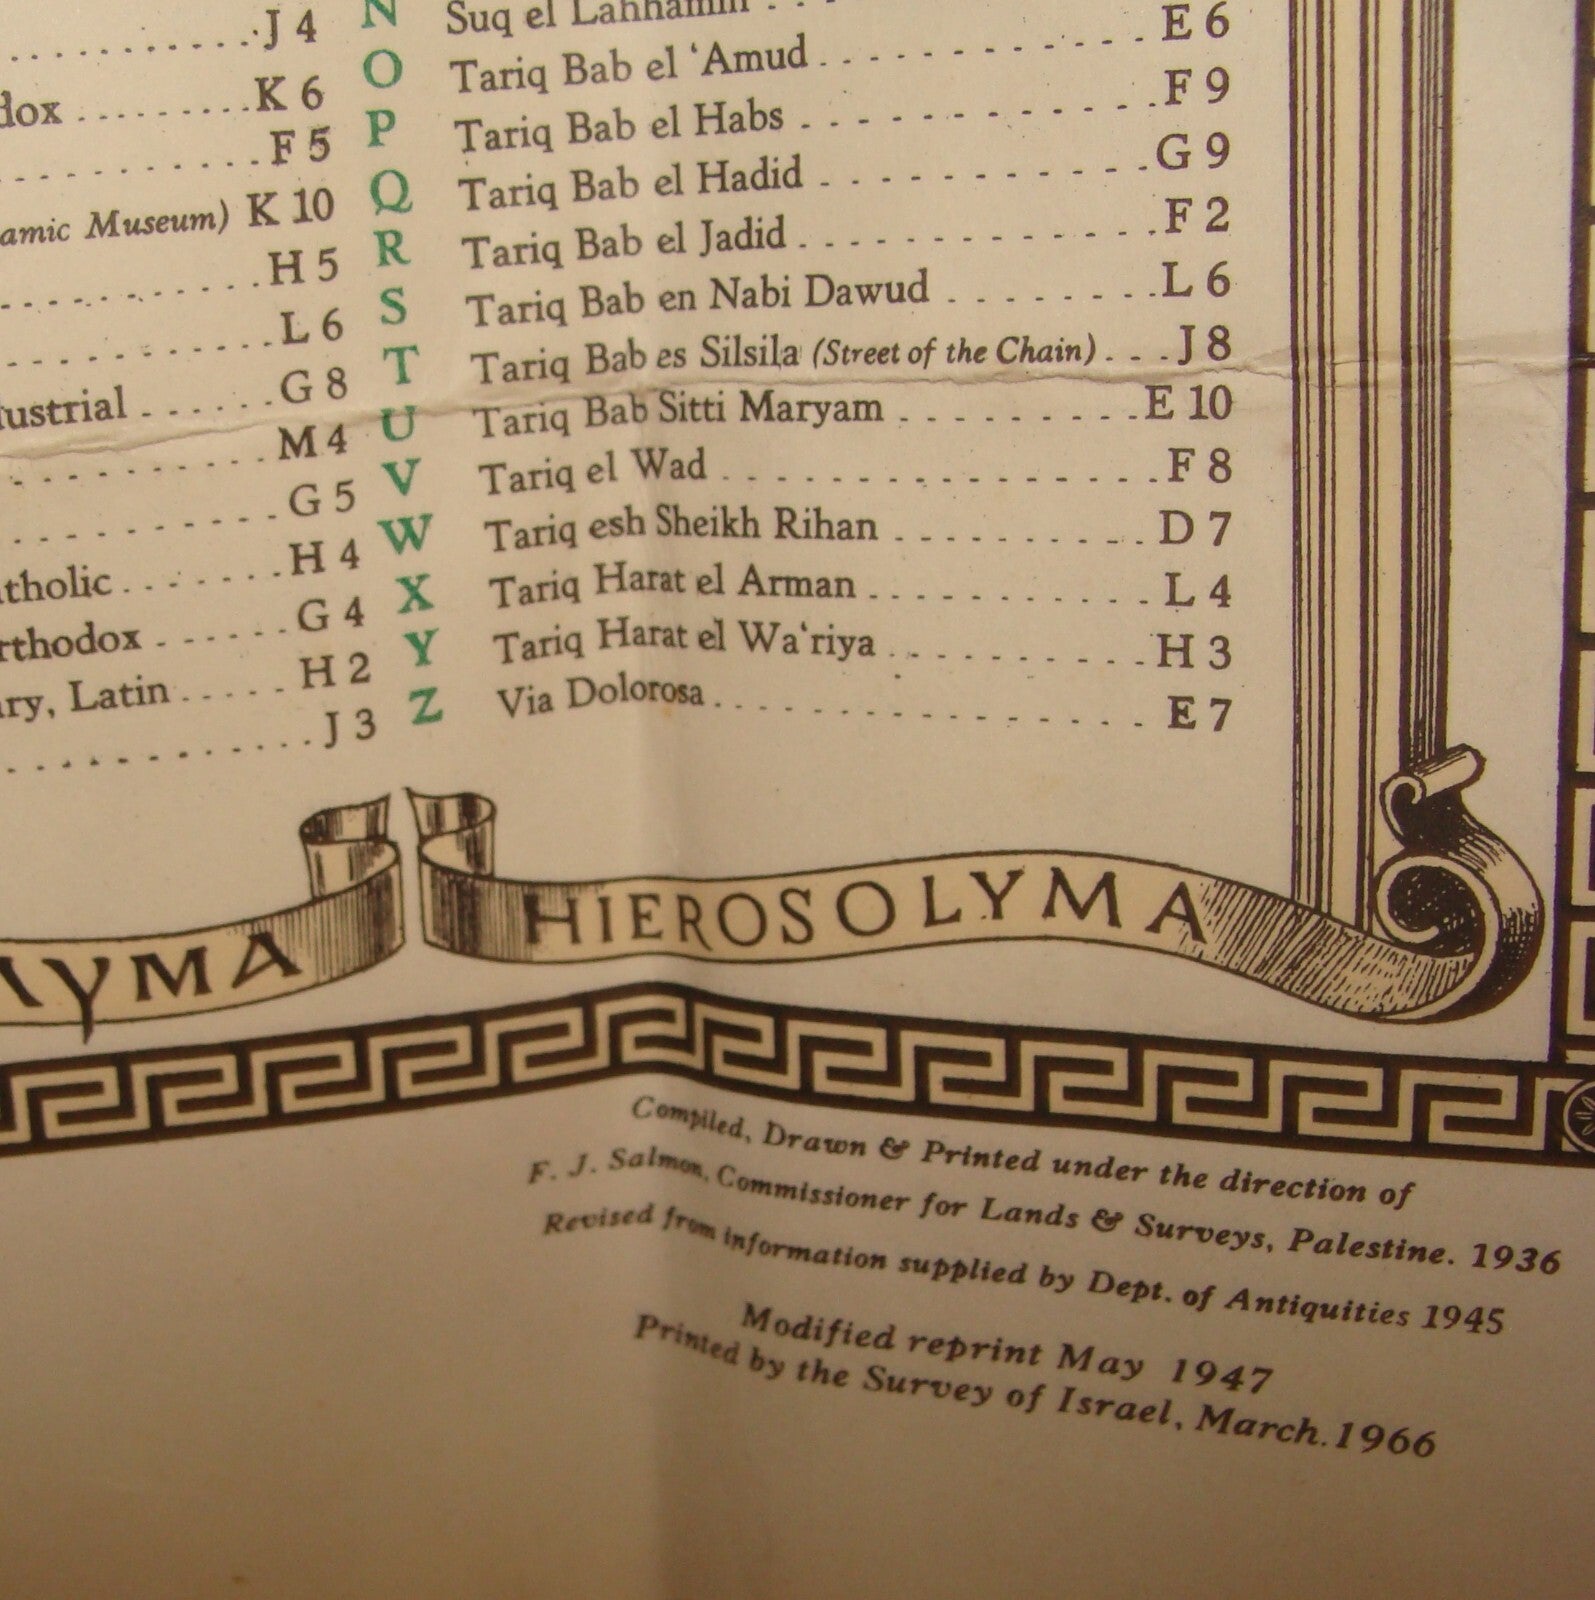 J 4
dox ......... K 6
F 5
amic Museum) K 10
H 5
L 6
dustrial ...... G 8
M 4
G 5
tholic ....... H 4
rthodox ...... G 4
ary, Latin ..... H 2
J 3
N Suq el Lahhamin
O Tariq Bab el ‘Amud ........... E 6
P Tariq Bab el Habs ........... F 9
Q Tariq Bab el Hadid ........... G 9
R Tariq Bab el Jadid ........... F 2
S Tariq Bab en Nabi Dawud ........ L 6
T Tariq Bab es Silsila (Street of the Chain) ... J 8
U Tariq Bab Sitti Maryam ......... E 10
V Tariq el Wad ............... F 8
W Tariq esh Sheikh Rihan .......... D 7
X Tariq Harat el Arman ........... L 4
Y Tariq Harat el Wa‘riya .......... H 3
Z Via Dolorosa ............... E 7
ΛYMA HIEROSOLYMA
Compiled, Drawn & Printed under the direction of
F. J. Salmon, Commissioner for Lands & Surveys, Palestine. 1936
Revised from information supplied by Dept. of Antiquities 1945
Modified reprint May 1947
Printed by the Survey of Israel, March.1966